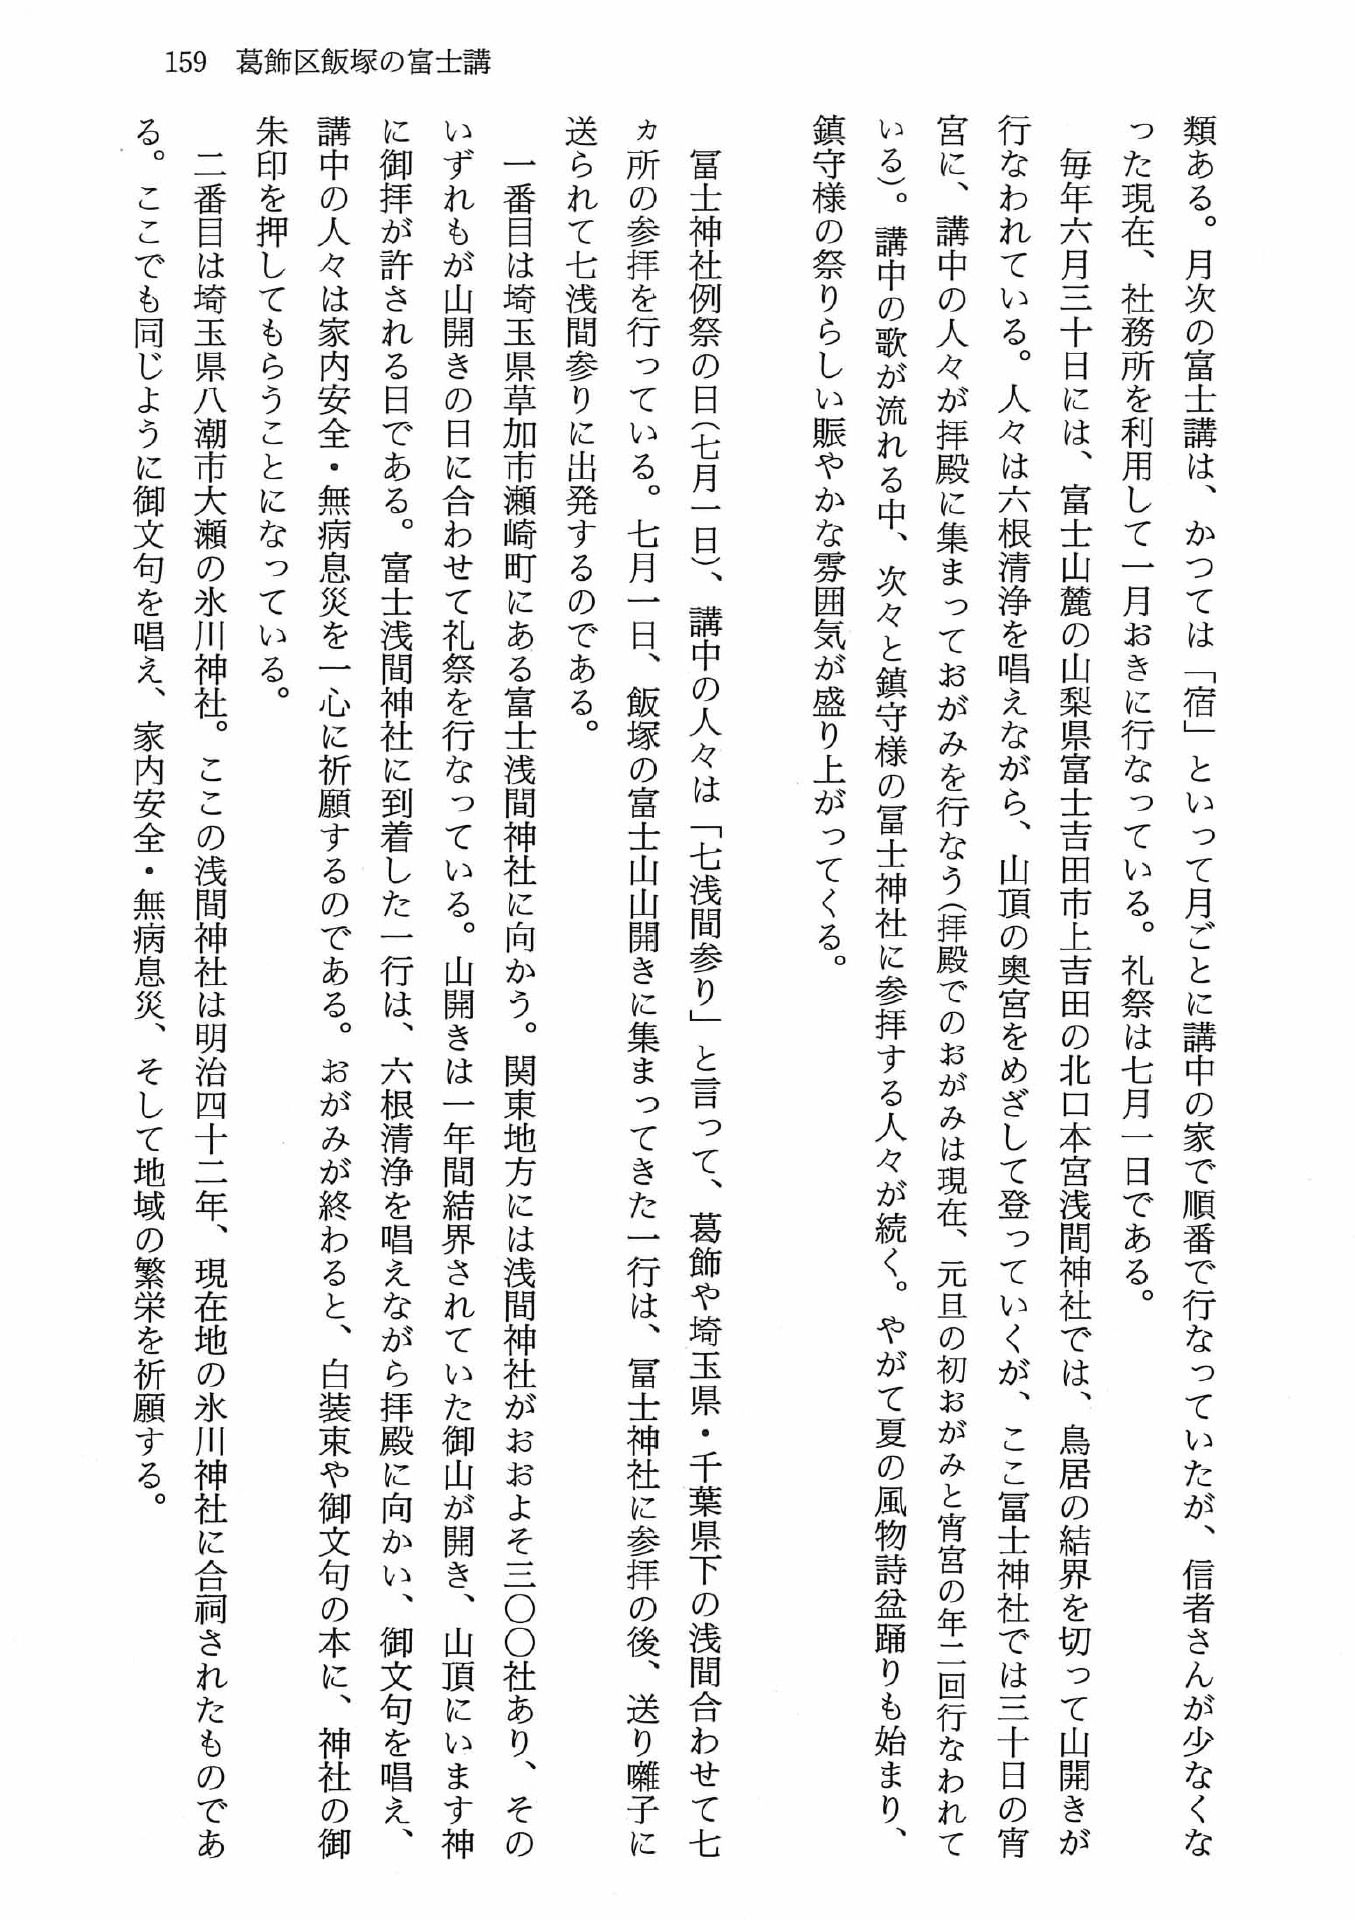 159　葛飾区飯塚の富士講
類ある。月次の富士講は、かつては「宿」といって月ごとに講中の家で順番で行なっていたが、信者さんが少なくな
った現在、社務所を利用して一月おきに行なっている。礼祭は七月一日である。
　毎年六月三十日には、富士山麓の山梨県富士吉田市上吉田の北口本宮浅間神社では、鳥居の結界を切って山開きが
行なわれている。人々は六根清浄を唱えながら、山頂の奥宮をめざして登っていくが、ここ冨士神社では三十日の宵
宮に、講中の人々が拝殿に集まっておがみを行なう（拝殿でのおがみは現在、元旦の初おがみと宵宮の年二回行なわれて
いる）。講中の歌が流れる中、次々と鎮守様の冨士神社に参拝する人々が続く。やがて夏の風物詩盆踊りも始まり、
鎮守様の祭りらしい賑やかな雰囲気が盛り上がってくる。
　冨士神社例祭の日（七月一日）、講中の人々は「七浅間参り」と言って、葛飾や埼玉県・千葉県下の浅間合わせて七
ヵ所の参拝を行っている。七月一日、飯塚の富士山山開きに集まってきた一行は、冨士神社に参拝の後、送り囃子に
送られて七浅間参りに出発するのである。
　一番目は埼玉県草加市瀬崎町にある富士浅間神社に向かう。関東地方には浅間神社がおおよそ三〇〇社あり、その
いずれもが山開きの日に合わせて礼祭を行なっている。山開きは一年間結界されていた御山が開き、山頂にいます神
に御拝が許される日である。富士浅間神社に到着した一行は、六根清浄を唱えながら拝殿に向かい、御文句を唱え、
講中の人々は家内安全・無病息災を一心に祈願するのである。おがみが終わると、白装束や御文句の本に、神社の御
朱印を押してもらうことになっている。
　二番目は埼玉県八潮市大瀬の氷川神社。ここの浅間神社は明治四十二年、現在地の氷川神社に合祠されたものであ
る。ここでも同じように御文句を唱え、家内安全・無病息災、そして地域の繁栄を祈願する。